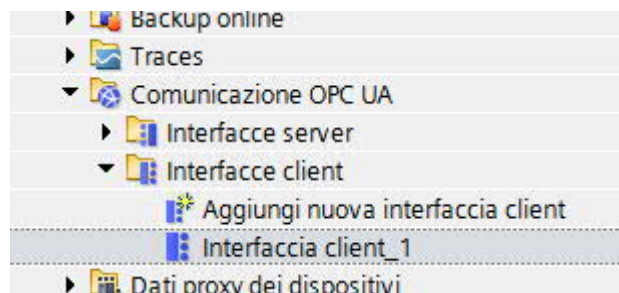 Backup online
Traces
Comunicazione OPC UA
Interfacce server
Interfacce client
Aggiungi nuova interfaccia client
Interfaccia client_1
Dati proxy dei dispositivi